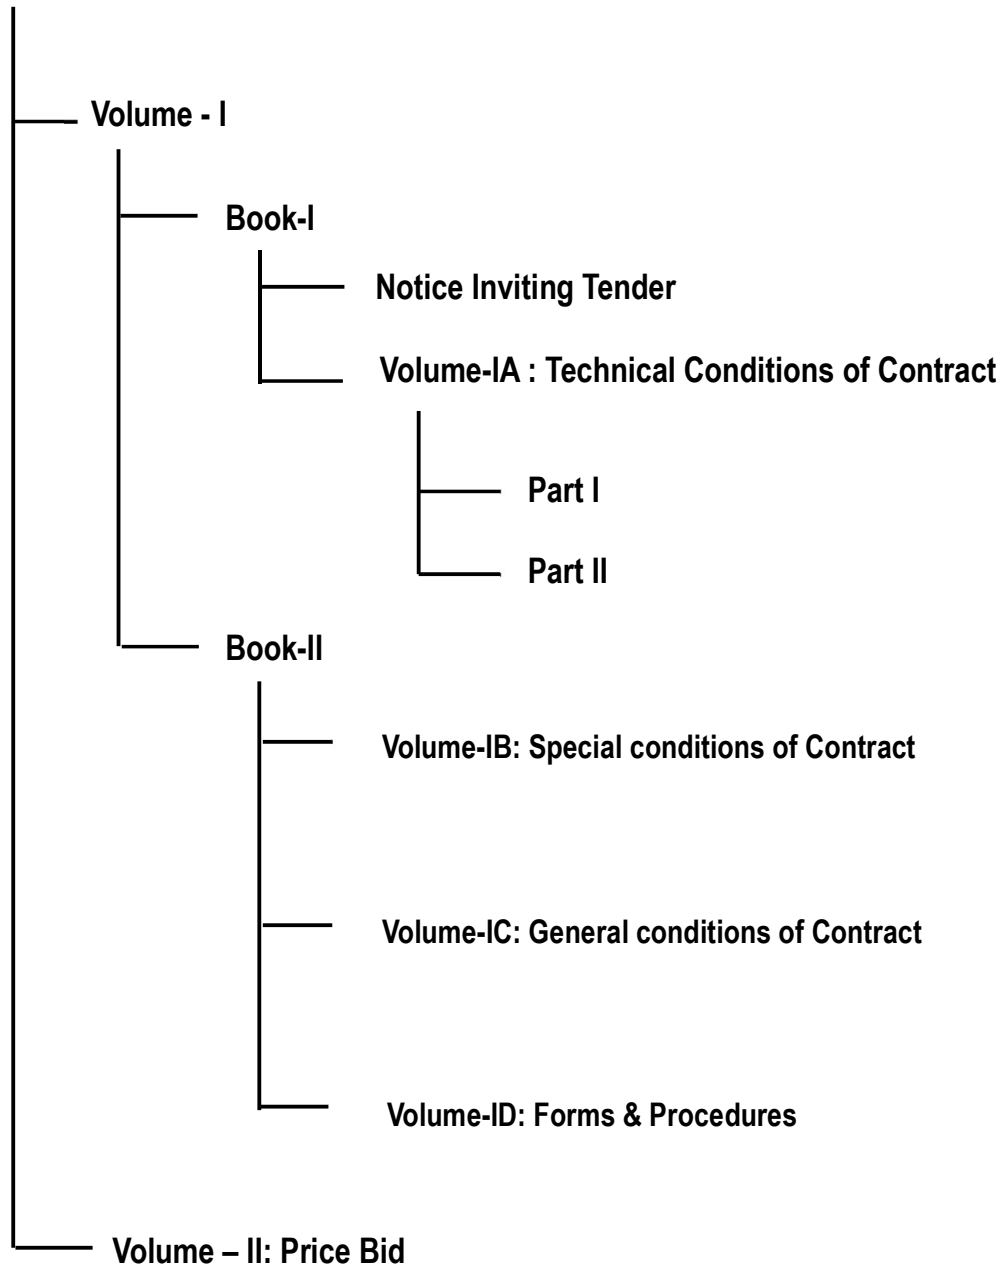 Volume - I
Book-I
Notice Inviting Tender
Volume-IA : Technical Conditions of Contract
Part I
Part II
Book-II
Volume-IB: Special conditions of Contract
Volume-IC: General conditions of Contract
Volume-ID: Forms & Procedures
Volume – II: Price Bid